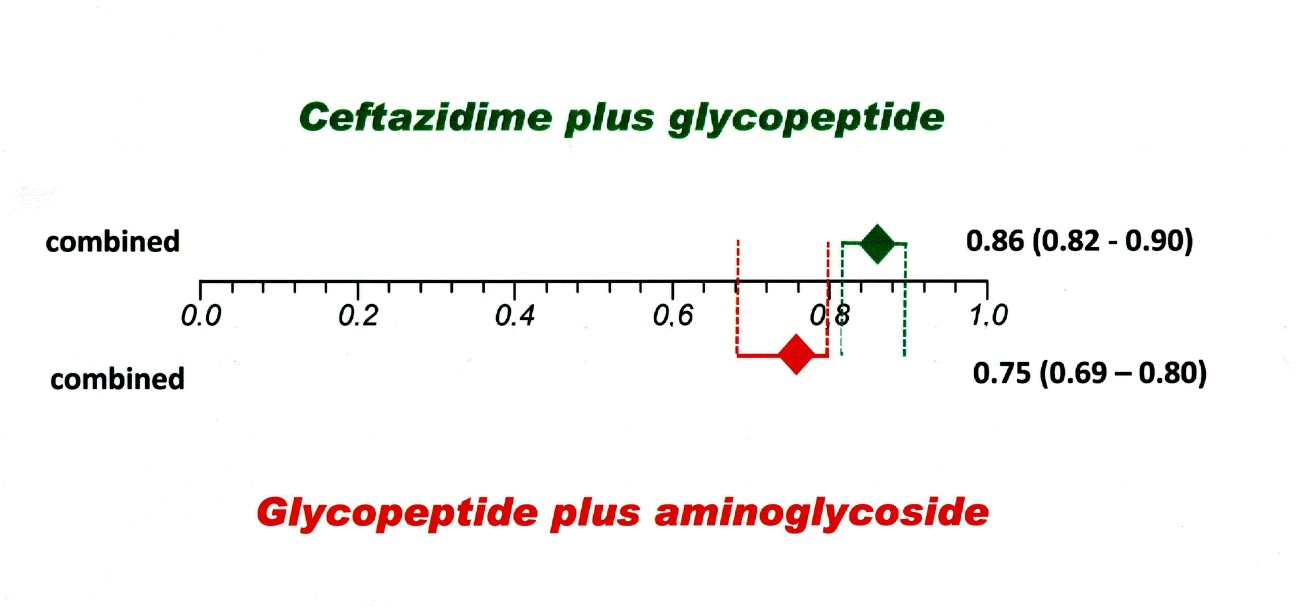 Ceftazidime plus glycopeptide
combined
0.86 (0.82 - 0.90)
0.0 0.2 0.4 0.6 0.8 1.0
combined
0.75 (0.69 – 0.80)
Glycopeptide plus aminoglycoside